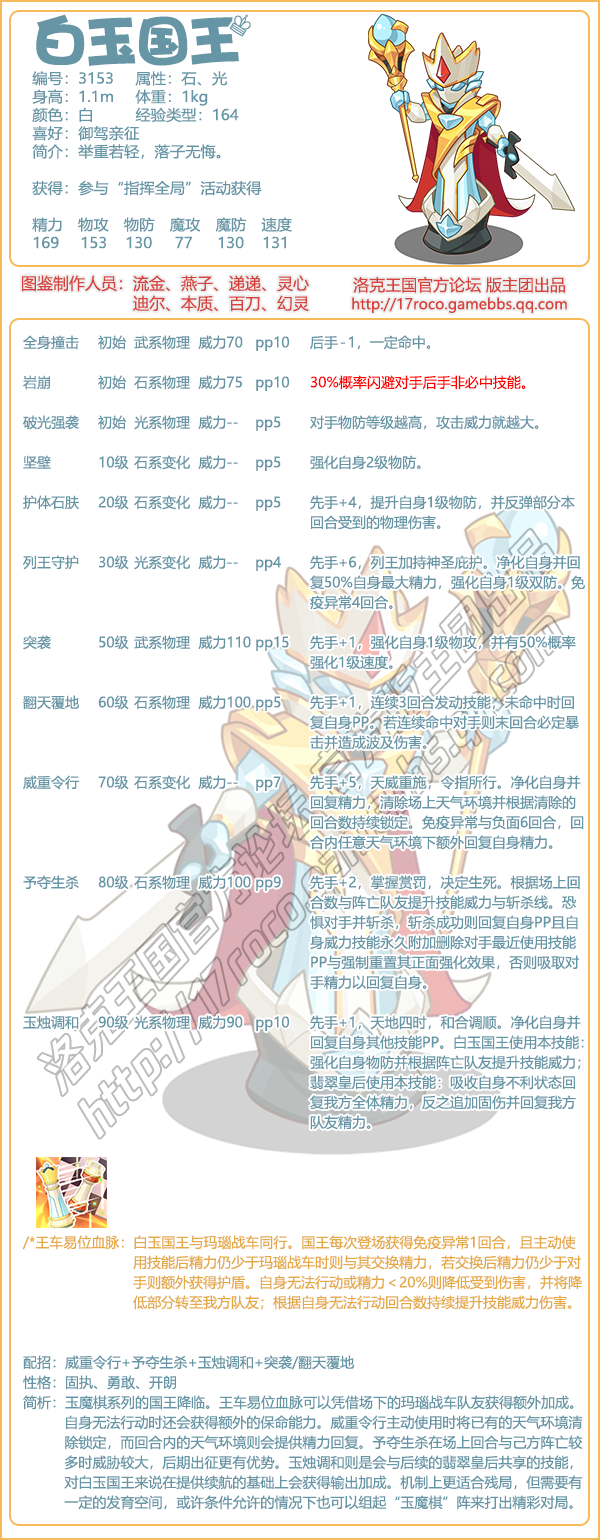 白玉国王
编号：3153 属性：石、光
身高：1.1m 体重：1kg
颜色：白 经验类型：164
喜好：御驾亲征
简介：举重若轻，落子无悔。
获得：参与“指挥全局”活动获得
精力 物攻 物防 魔攻 魔防 速度
169 153 130 77 130 131
图鉴制作人员：流金、燕子、递递、灵心
迪尔、本质、百刀、幻灵
洛克王国官方论坛 版主团出品
http://17roco.gamebbs.qq.com
全身撞击 初始 武系物理 威力70 pp10 后手-1，一定命中。
岩崩 初始 石系物理 威力75 pp10 30%概率闪避对手后手非必中技能。
破光强袭 初始 光系物理 威力-- pp5 对手物防等级越高，攻击威力就越大。
坚壁 10级 石系变化 威力-- pp5 强化自身2级物防。
护体石肤 20级 石系变化 威力-- pp5 先手+4，提升自身1级物防，并反弹部分本
回合受到的物理伤害。
列王守护 30级 光系变化 威力-- pp4 先手+6，列王加持神圣庇护。净化自身并回
复50%自身最大精力，强化自身1级双防。免
疫异常4回合。
突袭 50级 武系物理 威力110 pp15 先手+1，强化自身1级物攻，并有50%概率
强化1级速度。
翻天覆地 60级 石系物理 威力100 pp5 先手+1，连续3回合发动技能，未命中时回
复自身PP。若连续命中对手则末回合必定暴
击并造成波及伤害。
威重令行 70级 石系变化 威力-- pp7 先手+5，天威重施，令指所行。净化自身并
回复精力，清除场上天气环境并根据清除的
回合数持续锁定。免疫异常与负面6回合，回
合内任意天气环境下额外回复自身精力。
予夺生杀 80级 石系物理 威力100 pp9 先手+2，掌握赏罚，决定生死。根据场上回
合数与阵亡队友提升技能威力与斩杀线。恐
惧对手并斩杀，斩杀成功则回复自身PP且自
身威力技能永久附加删除对手最近使用技能
PP与强制重置其正面强化效果，否则吸取对
手精力以回复自身。
玉烛调和 90级 光系物理 威力90 pp10 先手+1，天地四时，和合调顺。净化自身并
回复自身其他技能PP。白玉国王使用本技能：
强化自身物防并根据阵亡队友提升技能威力；
翡翠皇后使用本技能：吸收自身不利状态回
复我方全体精力，反之追加固伤并回复我方
队友精力。
/*王车易位血脉：白玉国王与玛瑙战车同行。国王每次登场获得免疫异常1回合，且主动使
用技能后精力仍少于玛瑙战车时则与其交换精力，若交换后精力仍少于对
手则额外获得护盾。自身无法行动或精力＜20%则降低受到伤害，并将降
低部分转至我方队友；根据自身无法行动回合数持续提升技能威力伤害。
配招：威重令行+予夺生杀+玉烛调和+突袭/翻天覆地
性格：固执、勇敢、开朗
简析：玉魔棋系列的国王降临。王车易位血脉可以凭借场下的玛瑙战车队友获得额外加成。
自身无法行动时还会获得额外的保命能力。威重令行主动使用时将已有的天气环境清
除锁定，而回合内的天气环境则会提供精力回复。予夺生杀在场上回合与己方阵亡较
多时威胁较大，后期出征更有优势。玉烛调和则是会与后续的翡翠皇后共享的技能，
对白玉国王来说在提供续航的基础上会获得输出加成。机制上更适合残局，但需要有
一定的发育空间，或许条件允许的情况下也可以组起“玉魔棋”阵来打出精彩对局。
洛克王国官方论坛 版主团出品
http://17roco.gamebbs.qq.com